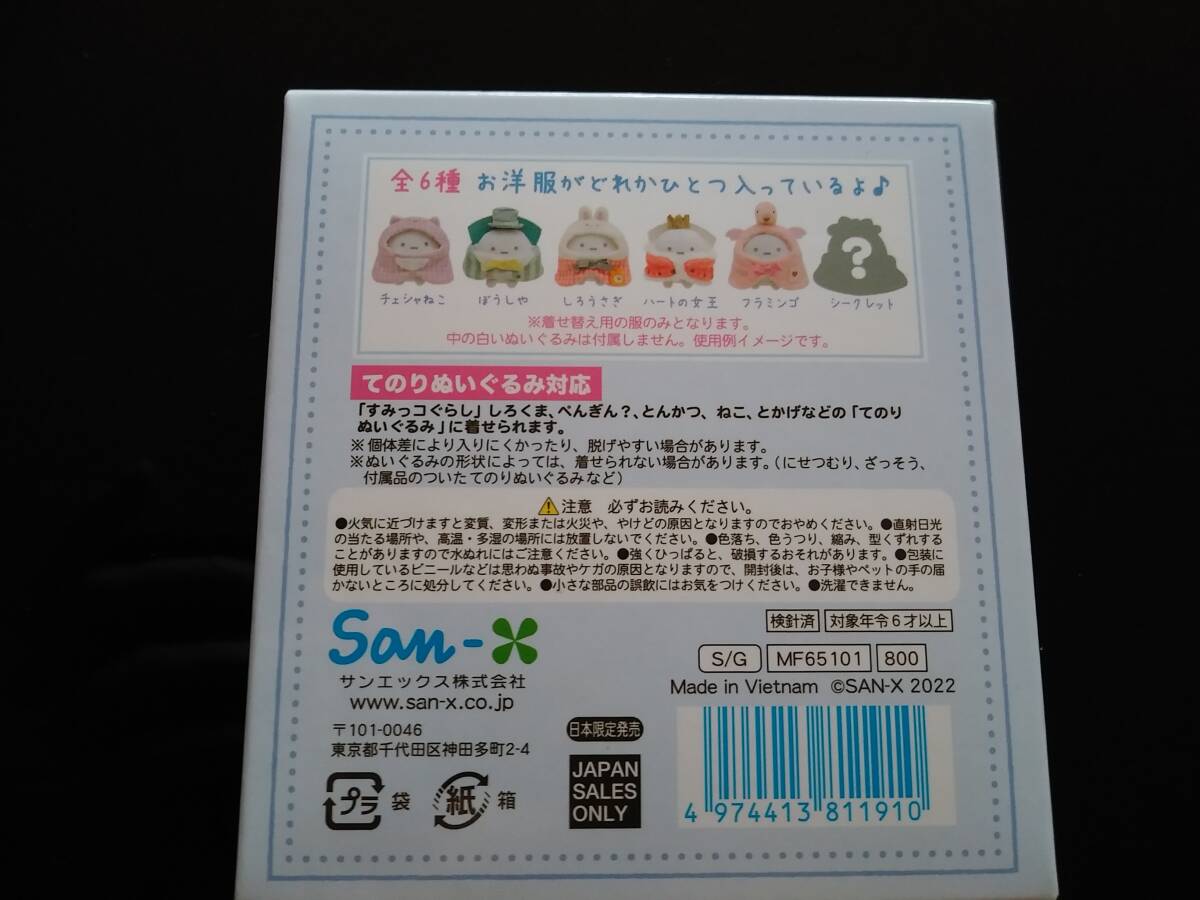 全6種 お洋服がどれかひとつ入っているよ♪
チェシャねこ ぼうしや しろうさぎ ハートの女王 フラミンゴ シークレット
?
※着せ替え用の服のみとなります。
中の白いぬいぐるみは付属しません。使用例イメージです。
てのりぬいぐるみ対応
「すみっコぐらし」しろくま、ぺんぎん?、とんかつ、ねこ、とかげなどの「てのり
ぬいぐるみ」に着せられます。
※個体差により入りにくかったり、脱げやすい場合があります。
※ぬいぐるみの形状によっては、着せられない場合があります。(にせつむり、ざっそう、
付属品のついたてのりぬいぐるみなど)
注意 必ずお読みください。
●火気に近づけますと変質、変形または火災や、やけどの原因となりますのでおやめください。●直射日光
の当たる場所や、高温・多湿の場所には放置しないでください。●色落ち、色うつり、縮み、型くずれする
ことがありますので水ぬれにはご注意ください。●強くひっぱると、破損するおそれがあります。●包装に
使用しているビニールなどは思わぬ事故やケガの原因となりますので、開封後は、お子様やペットの手の届
かないところに処分してください。●小さな部品の誤飲にはお気をつけください。●洗濯できません。
検針済 対象年令6才以上
San-X
S/G MF65101 800
サンエックス株式会社
Made in Vietnam ©SAN-X 2022
www.san-x.co.jp
〒101-0046
東京都千代田区神田多町2-4
日本限定発売
プラ 袋 紙 箱
JAPAN
SALES
ONLY
4 974413 811910